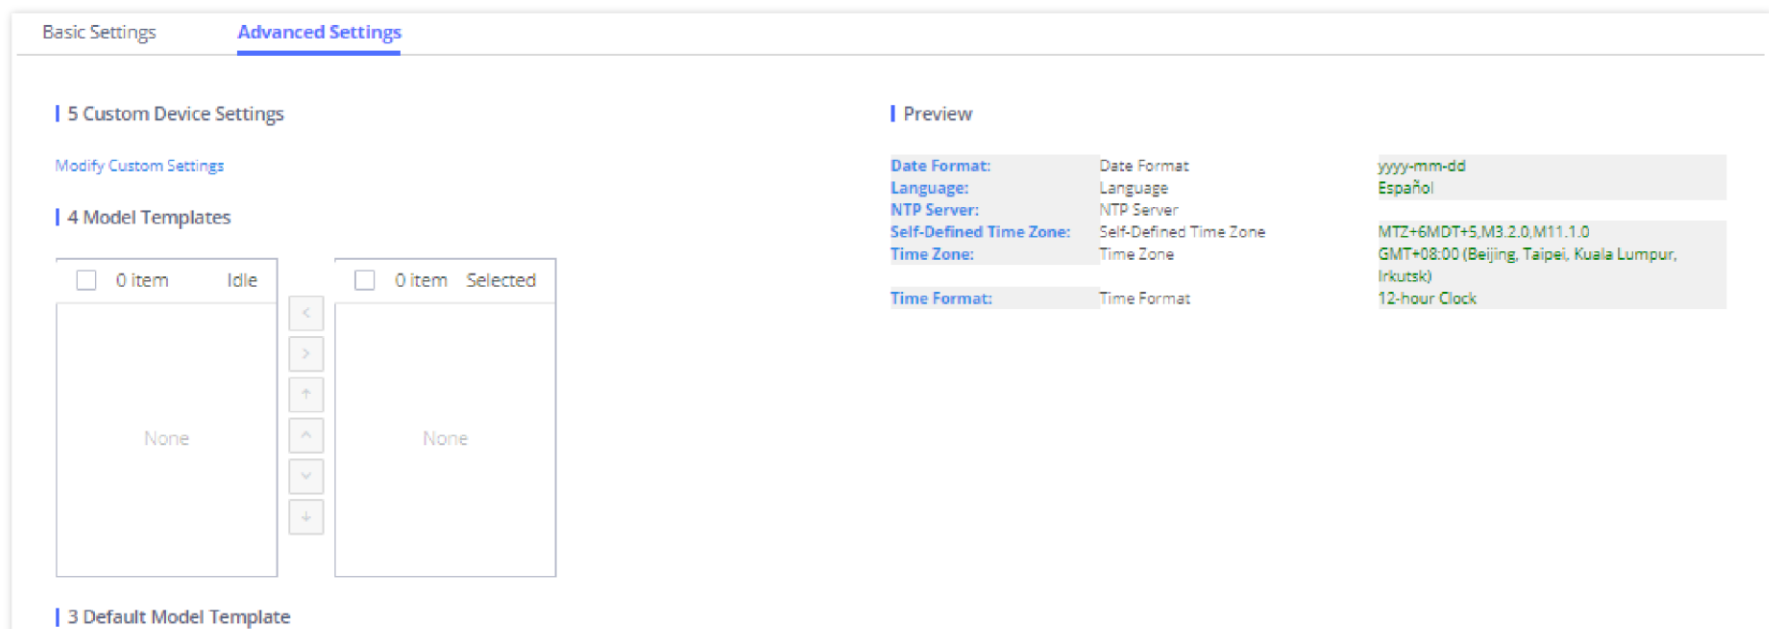 Basic Settings Advanced Settings
5 Custom Device Settings
Modify Custom Settings
4 Model Templates
0 item Idle
0 item Selected
None
None
3 Default Model Template
Preview
Date Format: Date Format yyyy-mm-dd
Language: Language Español
NTP Server: NTP Server
Self-Defined Time Zone: Self-Defined Time Zone MTZ+6MDT+5,M3.2.0,M11.1.0
Time Zone: Time Zone GMT+08:00 (Beijing, Taipei, Kuala Lumpur,
Irkutsk)
Time Format: Time Format 12-hour Clock